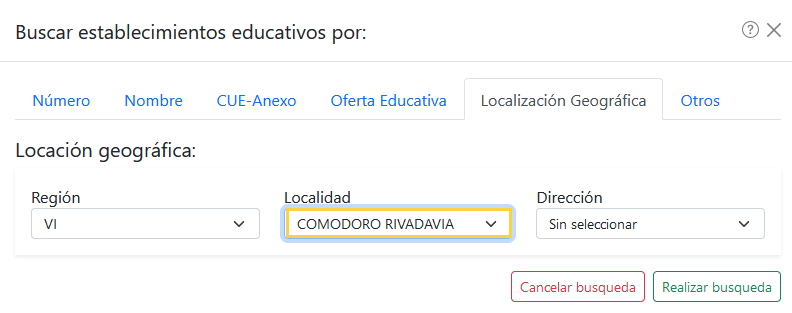 Buscar establecimientos educativos por:
Número Nombre CUE-Anexo Oferta Educativa Localización Geográfica Otros
Locación geográfica:
Región Localidad Dirección
VI COMODORO RIVADAVIA Sin seleccionar
Cancelar busqueda Realizar busqueda